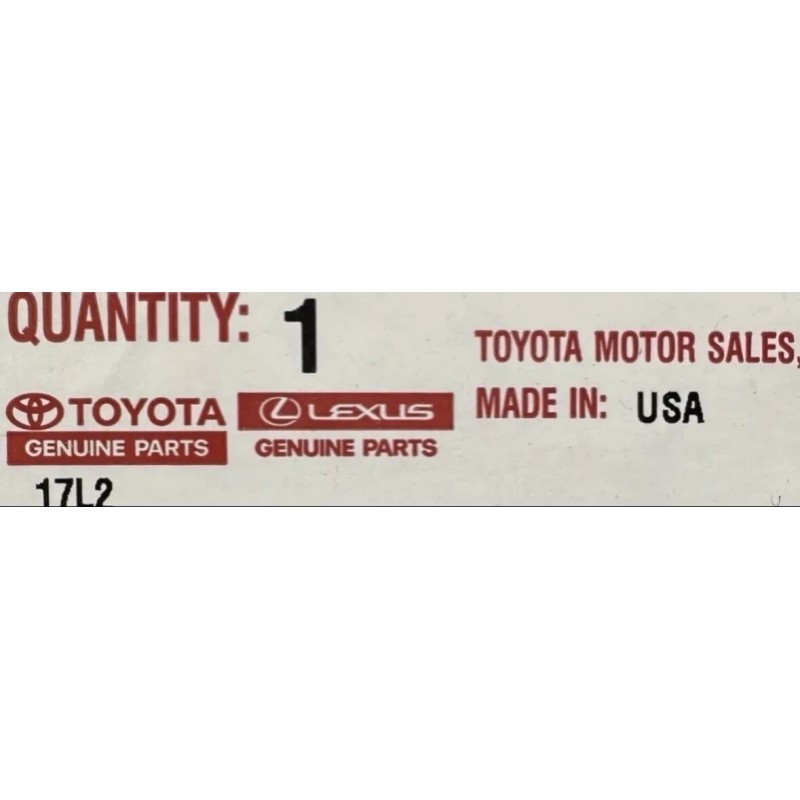 QUANTITY: 1
TOYOTA MOTOR SALES,
TOYOTA LEXUS MADE IN: USA
GENUINE PARTS GENUINE PARTS
17L2